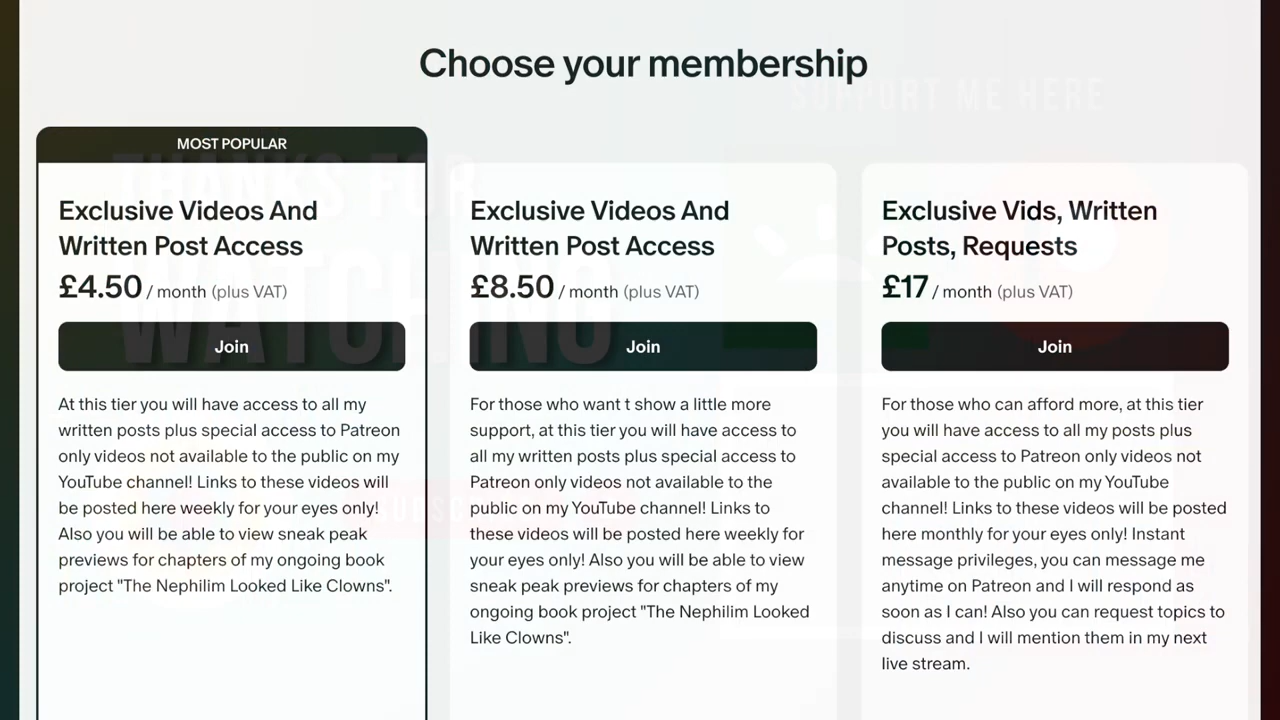 Choose your membership
SUPPORT ME HERE
MOST POPULAR
THANKS FOR
WATCHING
Exclusive Videos And
Written Post Access
£4.50 / month (plus VAT)
Join
At this tier you will have access to all my
written posts plus special access to Patreon
only videos not available to the public on my
YouTube channel! Links to these videos will
be posted here weekly for your eyes only!
Also you will be able to view sneak peak
previews for chapters of my ongoing book
project "The Nephilim Looked Like Clowns".
Exclusive Videos And
Written Post Access
£8.50 / month (plus VAT)
Join
For those who want t show a little more
support, at this tier you will have access to
all my written posts plus special access to
Patreon only videos not available to the
public on my YouTube channel! Links to
these videos will be posted here weekly for
your eyes only! Also you will be able to view
sneak peak previews for chapters of my
ongoing book project "The Nephilim Looked
Like Clowns".
Exclusive Vids, Written
Posts, Requests
£17 / month (plus VAT)
Join
For those who can afford more, at this tier
you will have access to all my posts plus
special access to Patreon only videos not
available to the public on my YouTube
channel! Links to these videos will be posted
here monthly for your eyes only! Instant
message privileges, you can message me
anytime on Patreon and I will respond as
soon as I can! Also you can request topics to
discuss and I will mention them in my next
live stream.